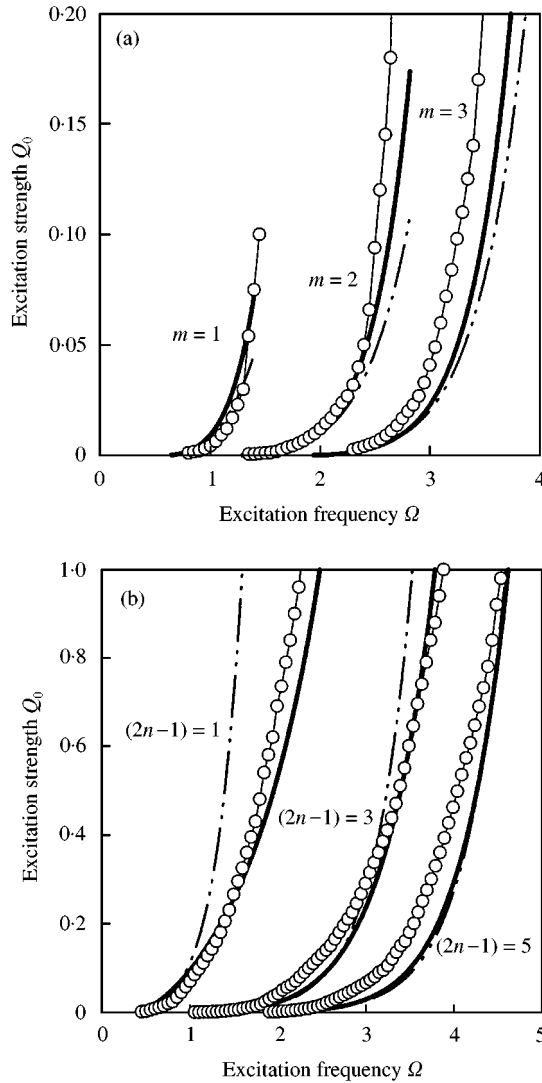 (a)
0·20
0·15
0·10
0·05
0
Excitation strength Q₀
m = 1
m = 2
m = 3
0 1 2 3 4
Excitation frequency Ω
(b)
1·0
0·8
0·6
0·4
0·2
0
Excitation strength Q₀
(2n−1) = 1
(2n−1) = 3
(2n−1) = 5
0 1 2 3 4 5
Excitation frequency Ω